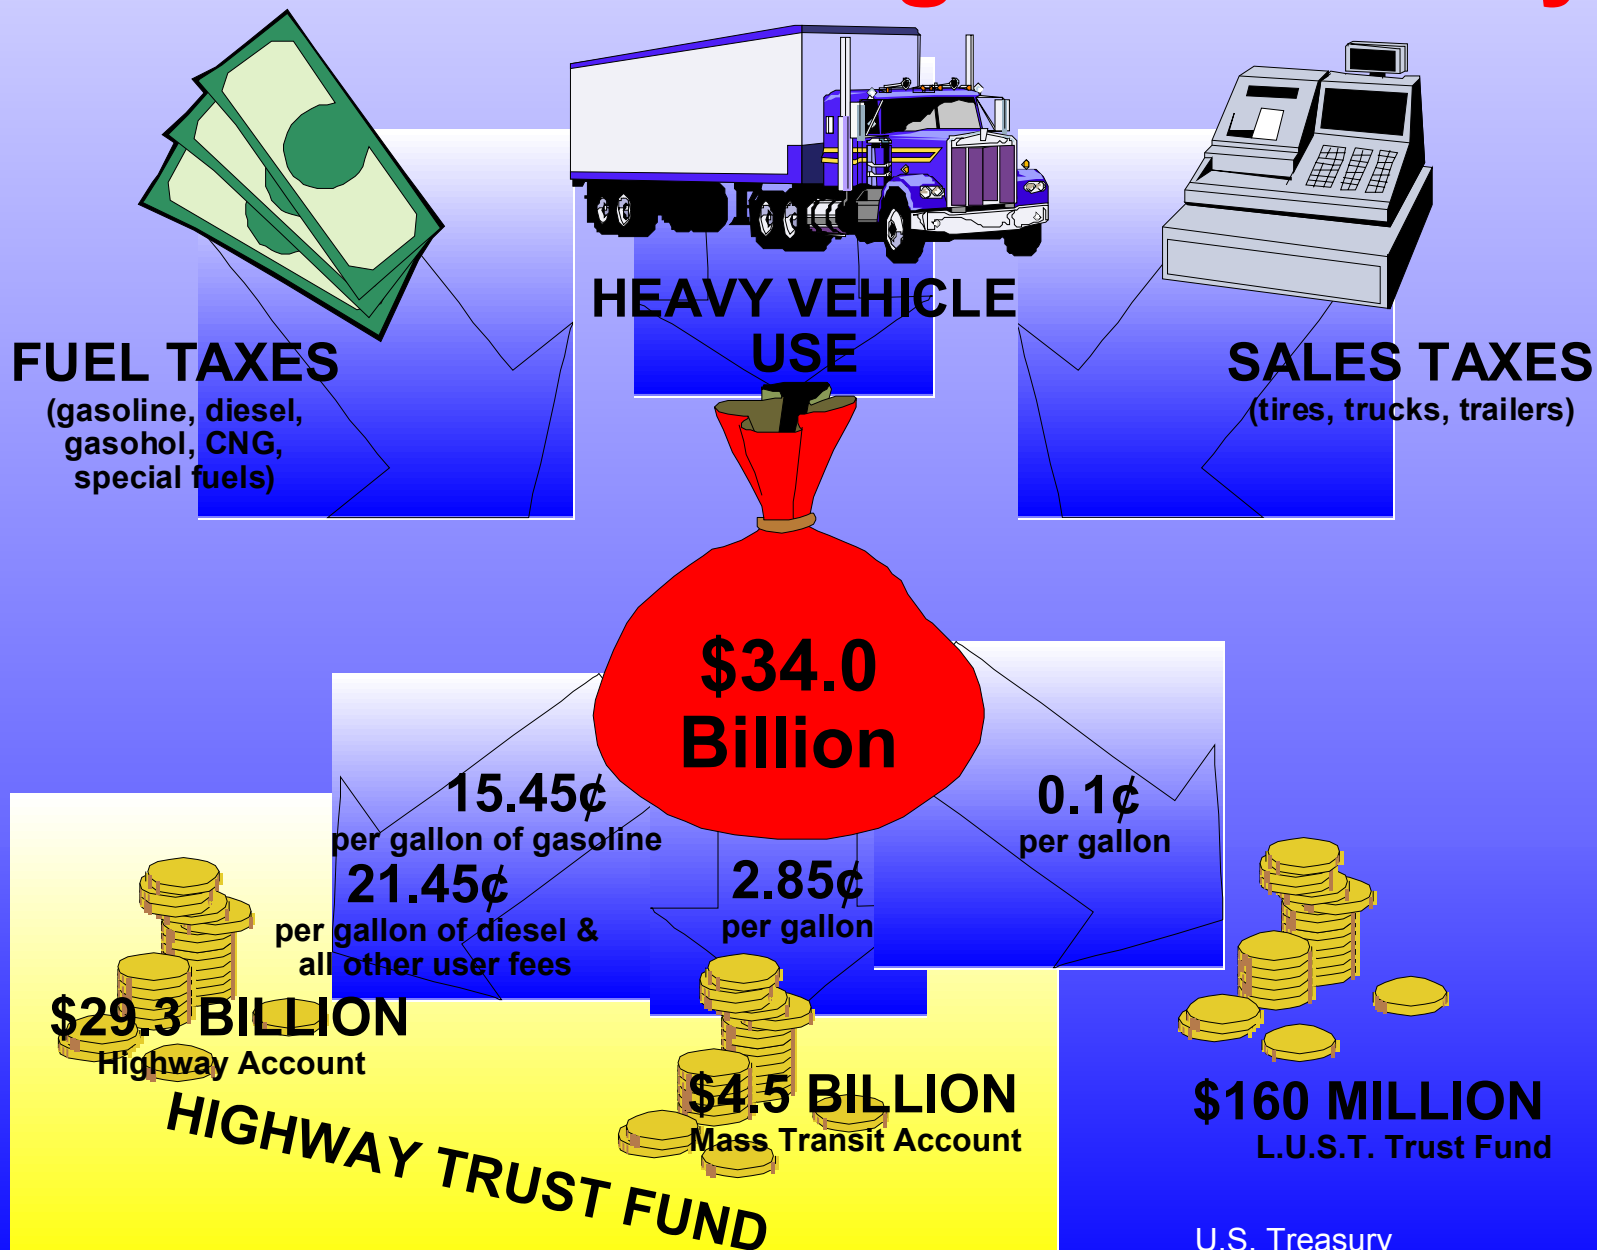 HEAVY VEHICLE
USE
FUEL TAXES
(gasoline, diesel,
gasohol, CNG,
special fuels)
SALES TAXES
(tires, trucks, trailers)
$34.0
Billion
15.45¢
per gallon of gasoline
21.45¢
per gallon of diesel &
all other user fees
2.85¢
per gallon
0.1¢
per gallon
$29.3 BILLION
Highway Account
$4.5 BILLION
Mass Transit Account
$160 MILLION
L.U.S.T. Trust Fund
HIGHWAY TRUST FUND
U.S. Treasury